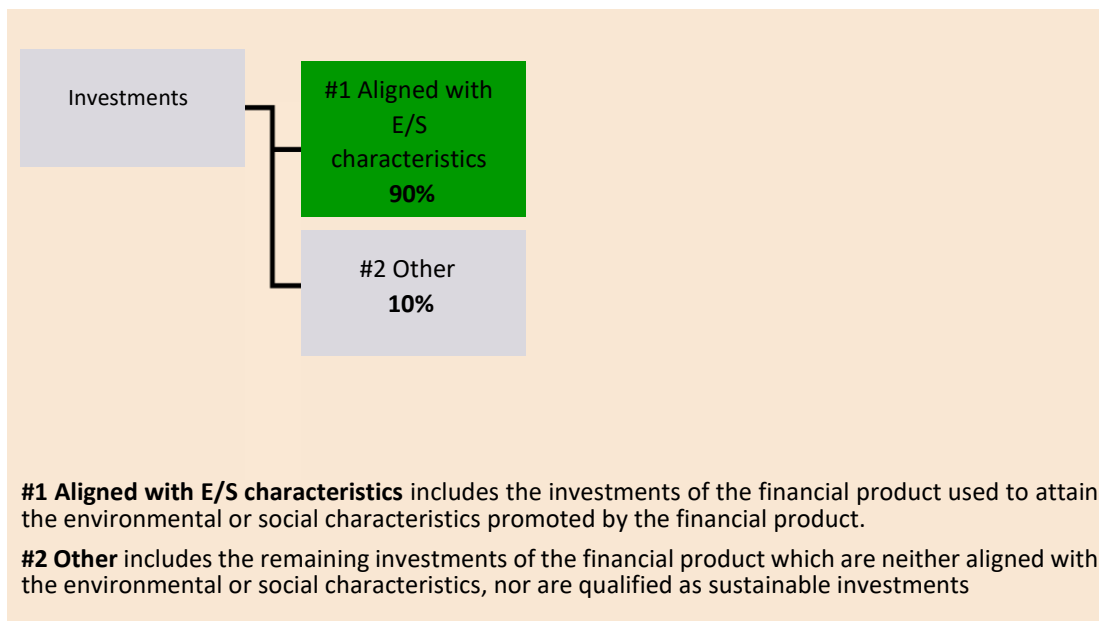 Investments
#1 Aligned with
E/S
characteristics
90%
#2 Other
10%
#1 Aligned with E/S characteristics includes the investments of the financial product used to attain
the environmental or social characteristics promoted by the financial product.
#2 Other includes the remaining investments of the financial product which are neither aligned with
the environmental or social characteristics, nor are qualified as sustainable investments